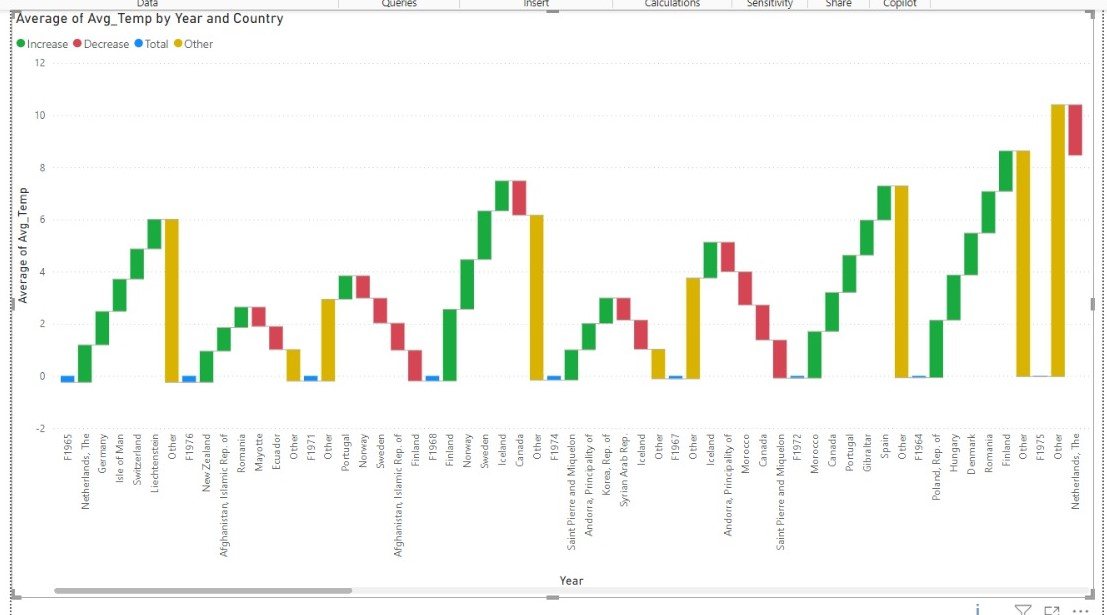 Data Queries Insert Calculations Sensitivity Share Copilot
Average of Avg_Temp by Year and Country
Increase Decrease Total Other
12
10
8
6
4
2
0
-2
Average of Avg_Temp
F1965
Netherlands, The
Germany
Isle of Man
Switzerland
Liechtenstein
Other
F1976
New Zealand
Afghanistan, Islamic Rep. of
Romania
Mayotte
Ecuador
Other
F1971
Other
Portugal
Norway
Sweden
Afghanistan, Islamic Rep. of
Finland
F1968
Finland
Norway
Sweden
Iceland
Canada
Other
F1974
Saint Pierre and Miquelon
Andorra, Principality of
Korea, Rep. of
Syrian Arab Rep.
Iceland
Other
F1967
Other
Iceland
Andorra, Principality of
Morocco
Canada
Saint Pierre and Miquelon
F1972
Morocco
Canada
Portugal
Gibraltar
Spain
Other
F1964
Poland, Rep. of
Hungary
Denmark
Romania
Finland
Other
F1975
Other
Netherlands, The
Year